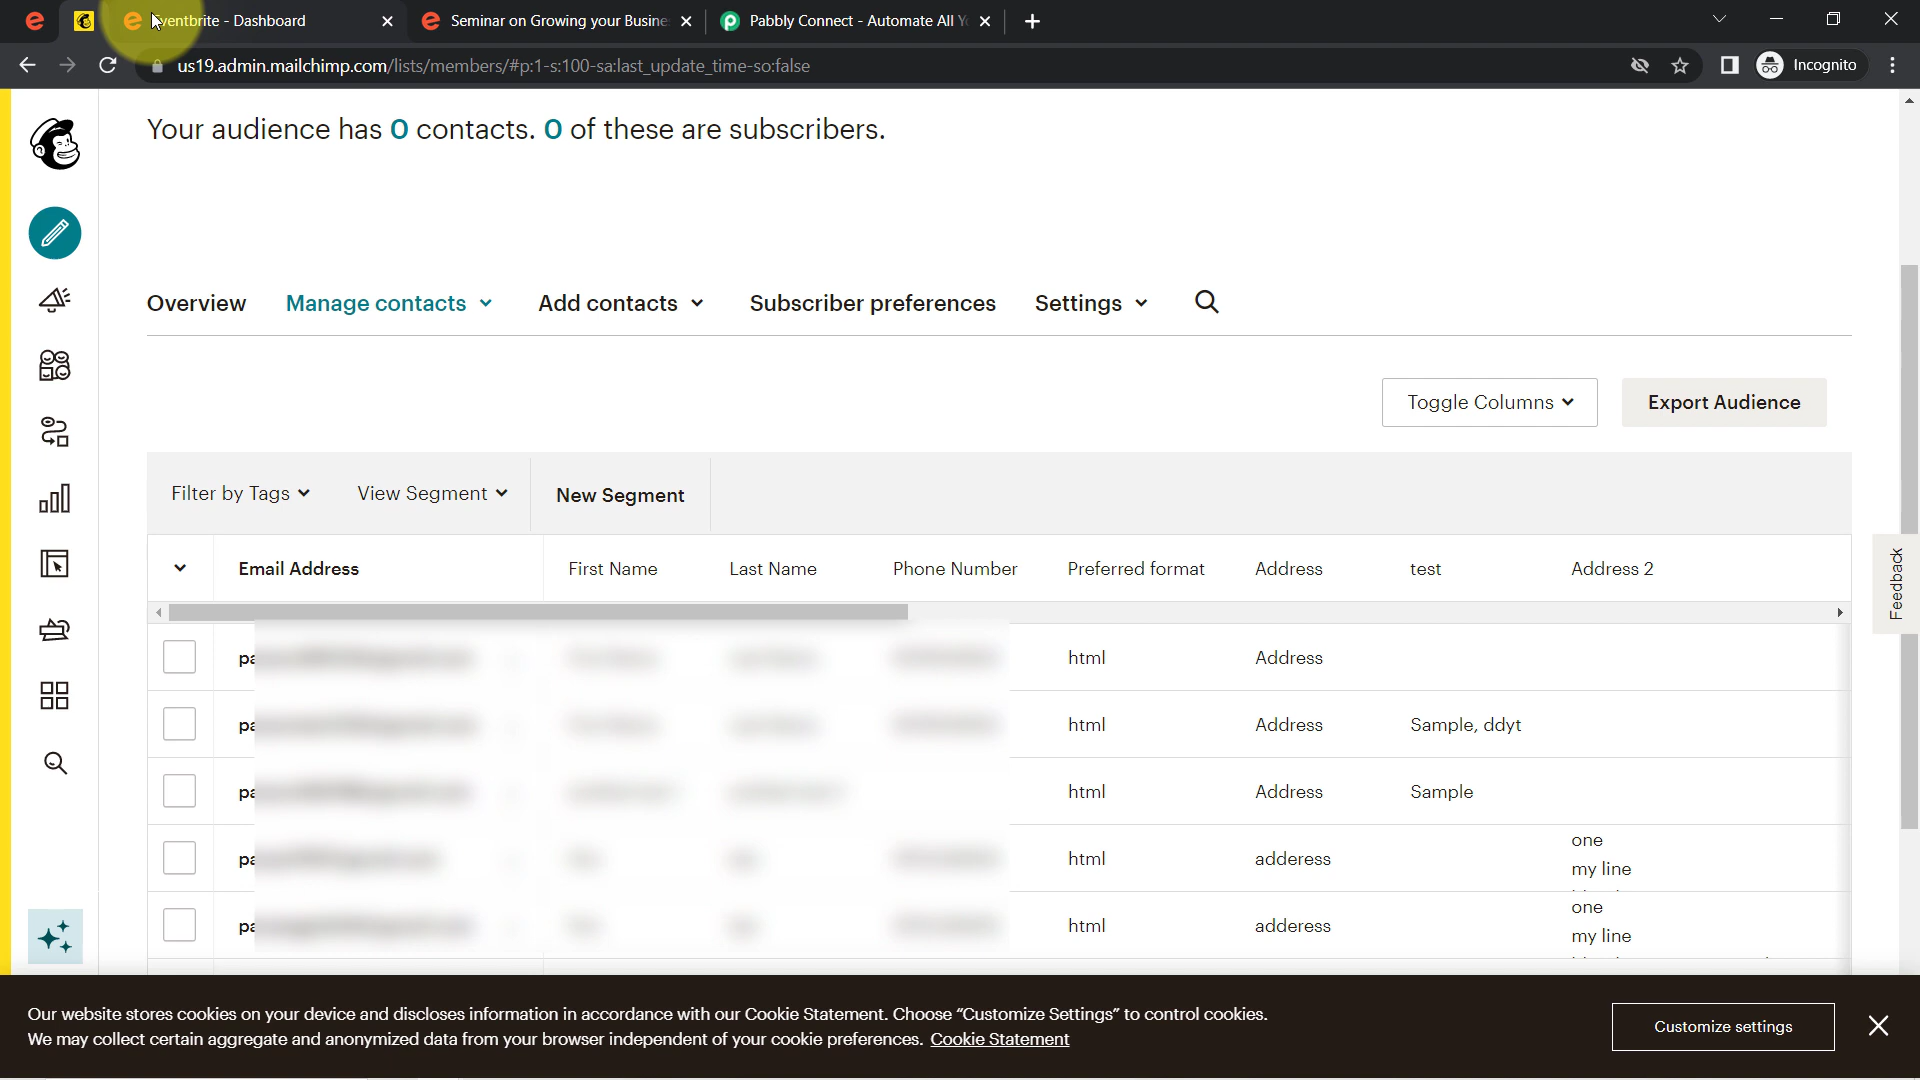 eventbrite - Dashboard
Seminar on Growing your Busine
Pabbly Connect - Automate All Y
us19.admin.mailchimp.com/lists/members/#p:1-s:100-sa:last_update_time-so:false
Incognito
Your audience has 0 contacts. 0 of these are subscribers.
Overview
Manage contacts
Add contacts
Subscriber preferences
Settings
Toggle Columns
Export Audience
Filter by Tags
View Segment
New Segment
Email Address
First Name
Last Name
Phone Number
Preferred format
Address
test
Address 2
pa
html
Address
pa
html
Address
Sample, ddyt
pa
html
Address
Sample
pa
html
adderess
one
my line
pa
html
adderess
one
my line
Feedback
Our website stores cookies on your device and discloses information in accordance with our Cookie Statement. Choose “Customize Settings” to control cookies.
We may collect certain aggregate and anonymized data from your browser independent of your cookie preferences. Cookie Statement
Customize settings